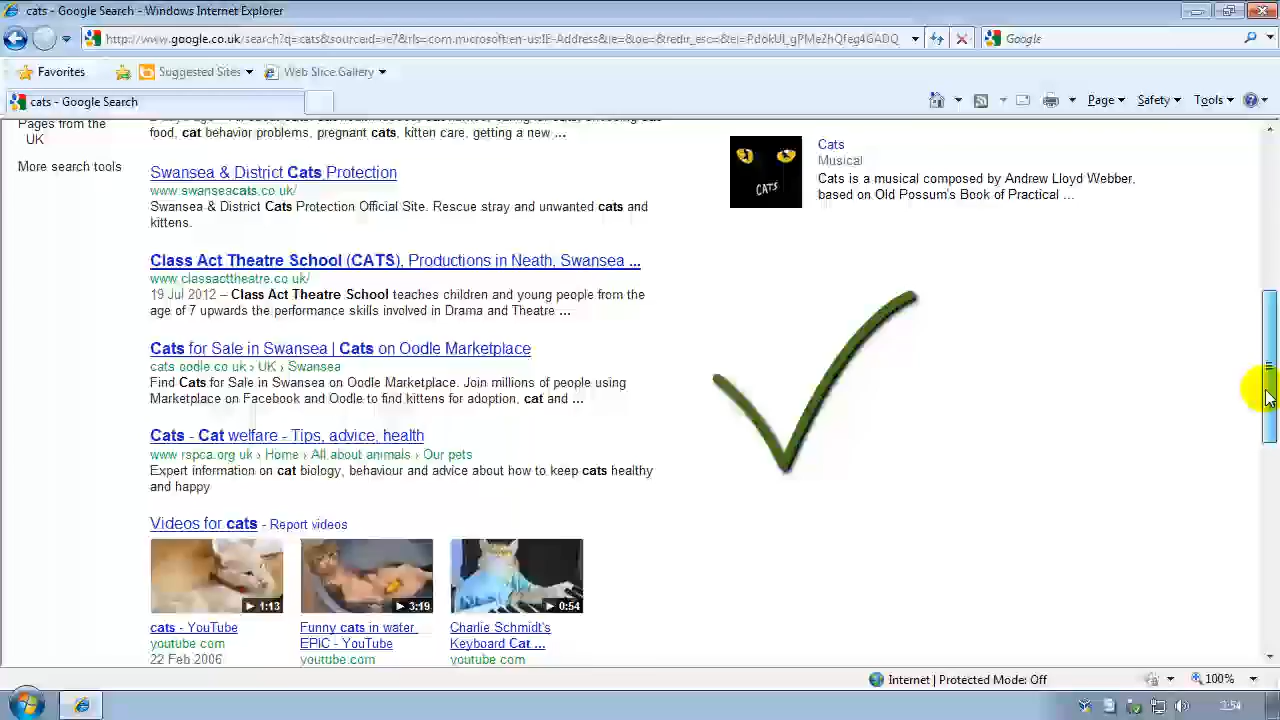 cats - Google Search - Windows Internet Explorer
Google
Favorites
Suggested Sites
Web Slice Gallery
cats - Google Search
Page
Safety
Tools
Pages from the
UK
More search tools
food, cat behavior problems, pregnant cats, kitten care, getting a new ...
Swansea & District Cats Protection
www.swanseacats.co.uk/
Swansea & District Cats Protection Official Site. Rescue stray and unwanted cats and
kittens.
Class Act Theatre School (CATS), Productions in Neath, Swansea ...
www.classacttheatre.co.uk/
19 Jul 2012 – Class Act Theatre School teaches children and young people from the
age of 7 upwards the performance skills involved in Drama and Theatre ...
Cats for Sale in Swansea | Cats on Oodle Marketplace
cats.oodle.co.uk › UK › Swansea
Find Cats for Sale in Swansea on Oodle Marketplace. Join millions of people using
Marketplace on Facebook and Oodle to find kittens for adoption, cat and ...
Cats - Cat welfare - Tips, advice, health
www.rspca.org.uk › Home › All about animals › Our pets
Expert information on cat biology, behaviour and advice about how to keep cats healthy
and happy
Videos for cats - Report videos
1:13
3:19
0:54
cats - YouTube
youtube.com
22 Feb 2006
Funny cats in water,
EPIC - YouTube
youtube.com
Charlie Schmidt's
Keyboard Cat ...
youtube.com
CATS
Cats
Musical
Cats is a musical composed by Andrew Lloyd Webber,
based on Old Possum's Book of Practical ...
Internet | Protected Mode: Off
100%
3:54